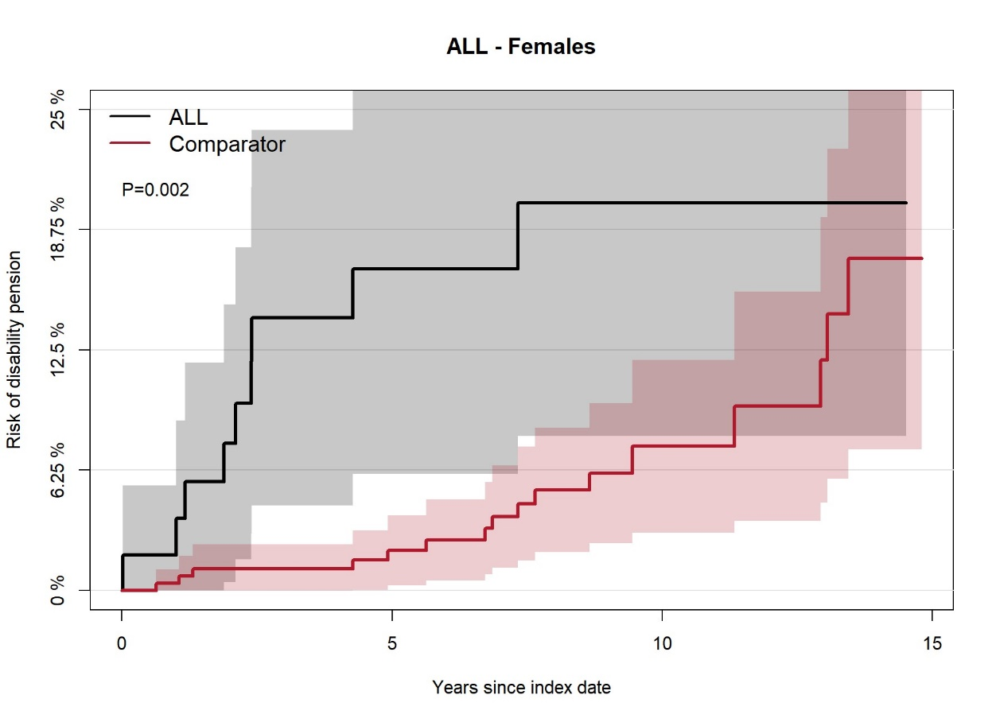 ALL - Females
ALL
Comparator
P=0.002
25 %
18.75 %
12.5 %
6.25 %
0 %
Risk of disability pension
0
5
10
15
Years since index date